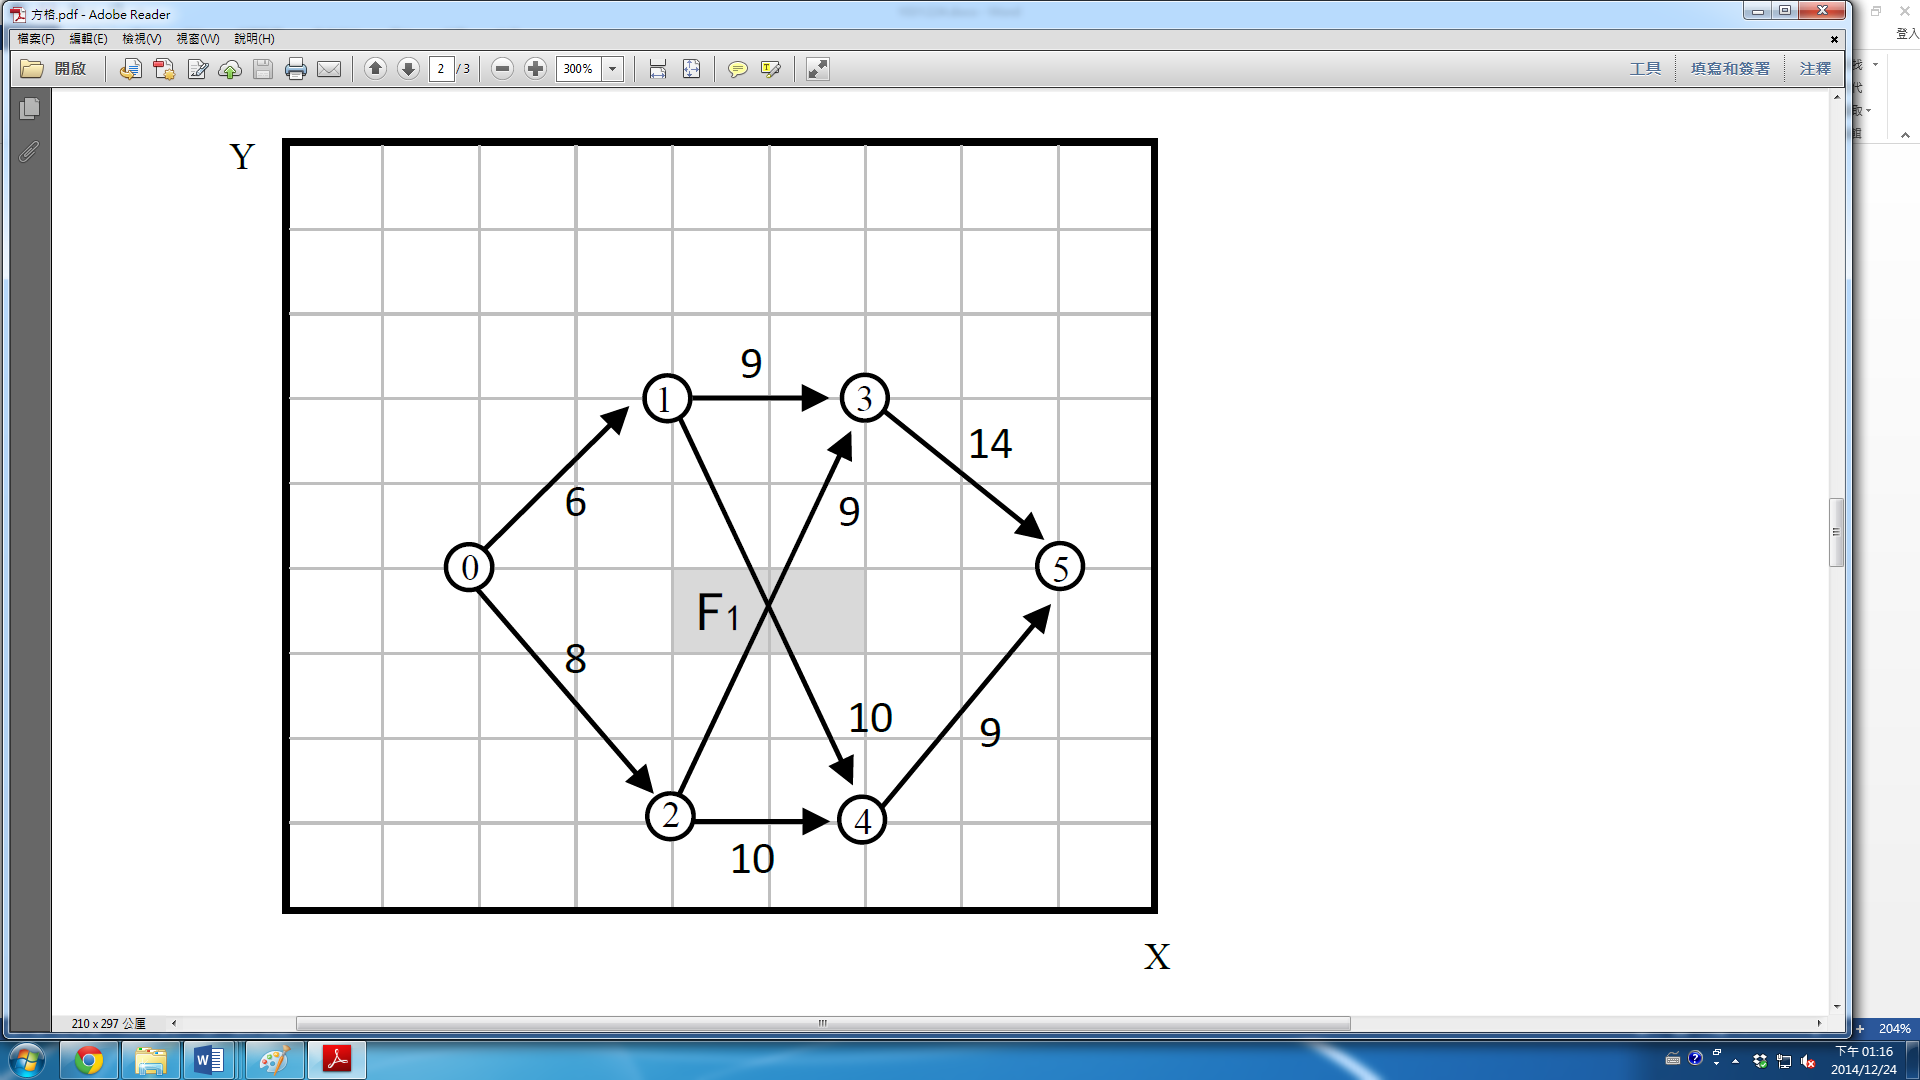 方格.pdf - Adobe Reader
登入
檔案(F) 編輯(E) 檢視(V) 視窗(W) 說明(H)
開啟 2 / 3 300% 工具 填寫和簽署 注釋
Y
9
1 3
14
6
9
0 5
F1
8
10
9
2 4
10
X
210 x 297 公厘
204%
下午 01:16
2014/12/24